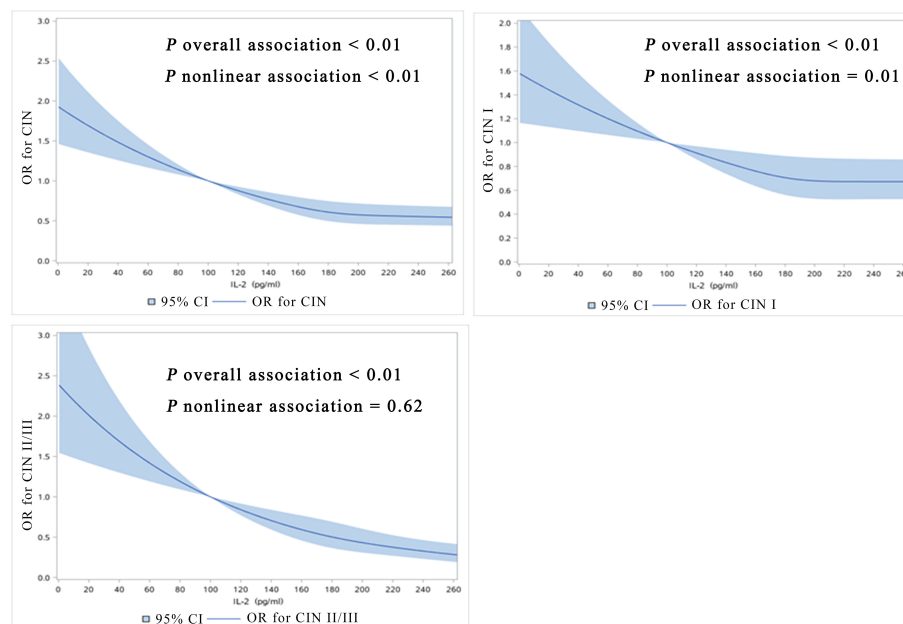 3.0
P overall association < 0.01
P nonlinear association < 0.01
2.5
2.0
1.5
1.0
0.5
0.0
OR for CIN
0 20 40 60 80 100 120 140 160 180 200 220 240 260
IL-2 (pg/ml)
95% CI OR for CIN
2.0
P overall association < 0.01
P nonlinear association = 0.01
1.8
1.6
1.4
1.2
1.0
0.8
0.6
0.4
0.2
0.0
OR for CIN I
0 20 40 60 80 100 120 140 160 180 200 220 240
IL-2 (pg/ml)
95% CI OR for CIN I
3.0
P overall association < 0.01
P nonlinear association = 0.62
2.5
2.0
1.5
1.0
0.5
0.0
OR for CIN II/III
0 20 40 60 80 100 120 140 160 180 200 220 240 260
IL-2 (pg/ml)
95% CI OR for CIN II/III